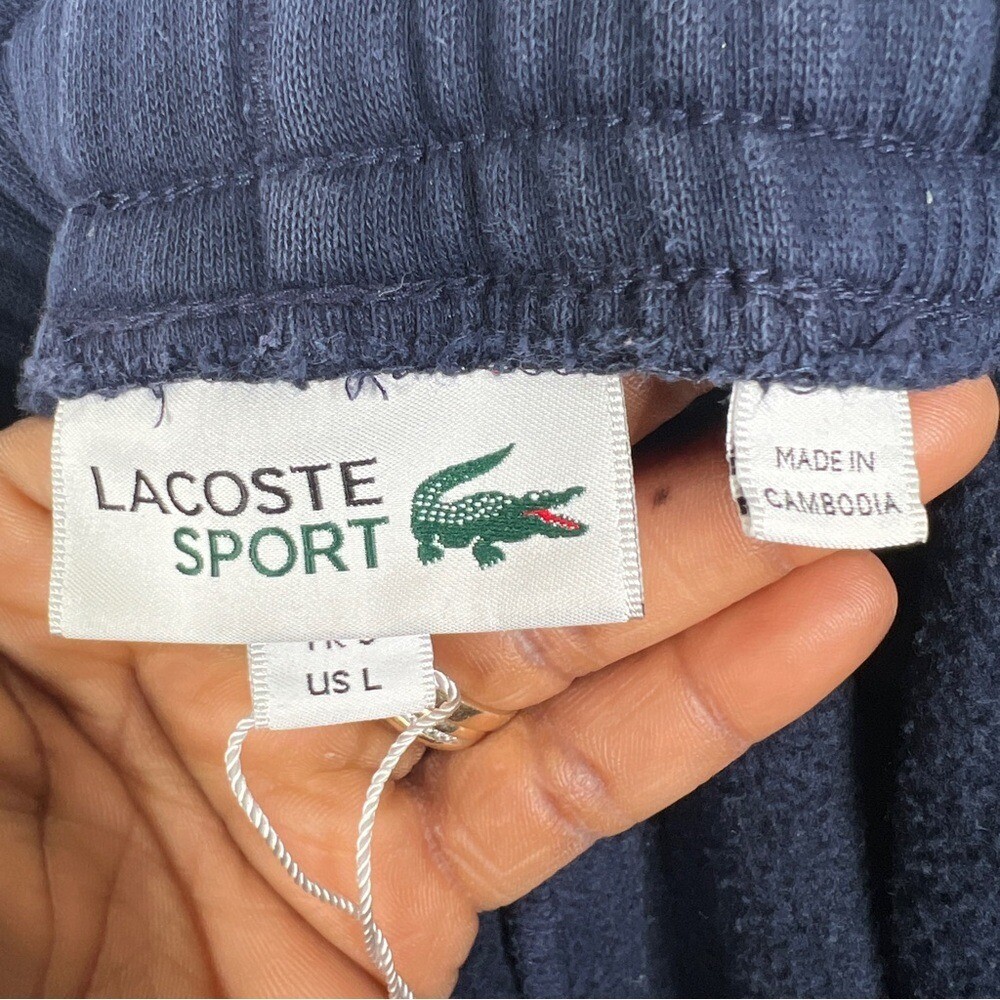 LACOSTE
SPORT
US L
MADE IN
CAMBODIA